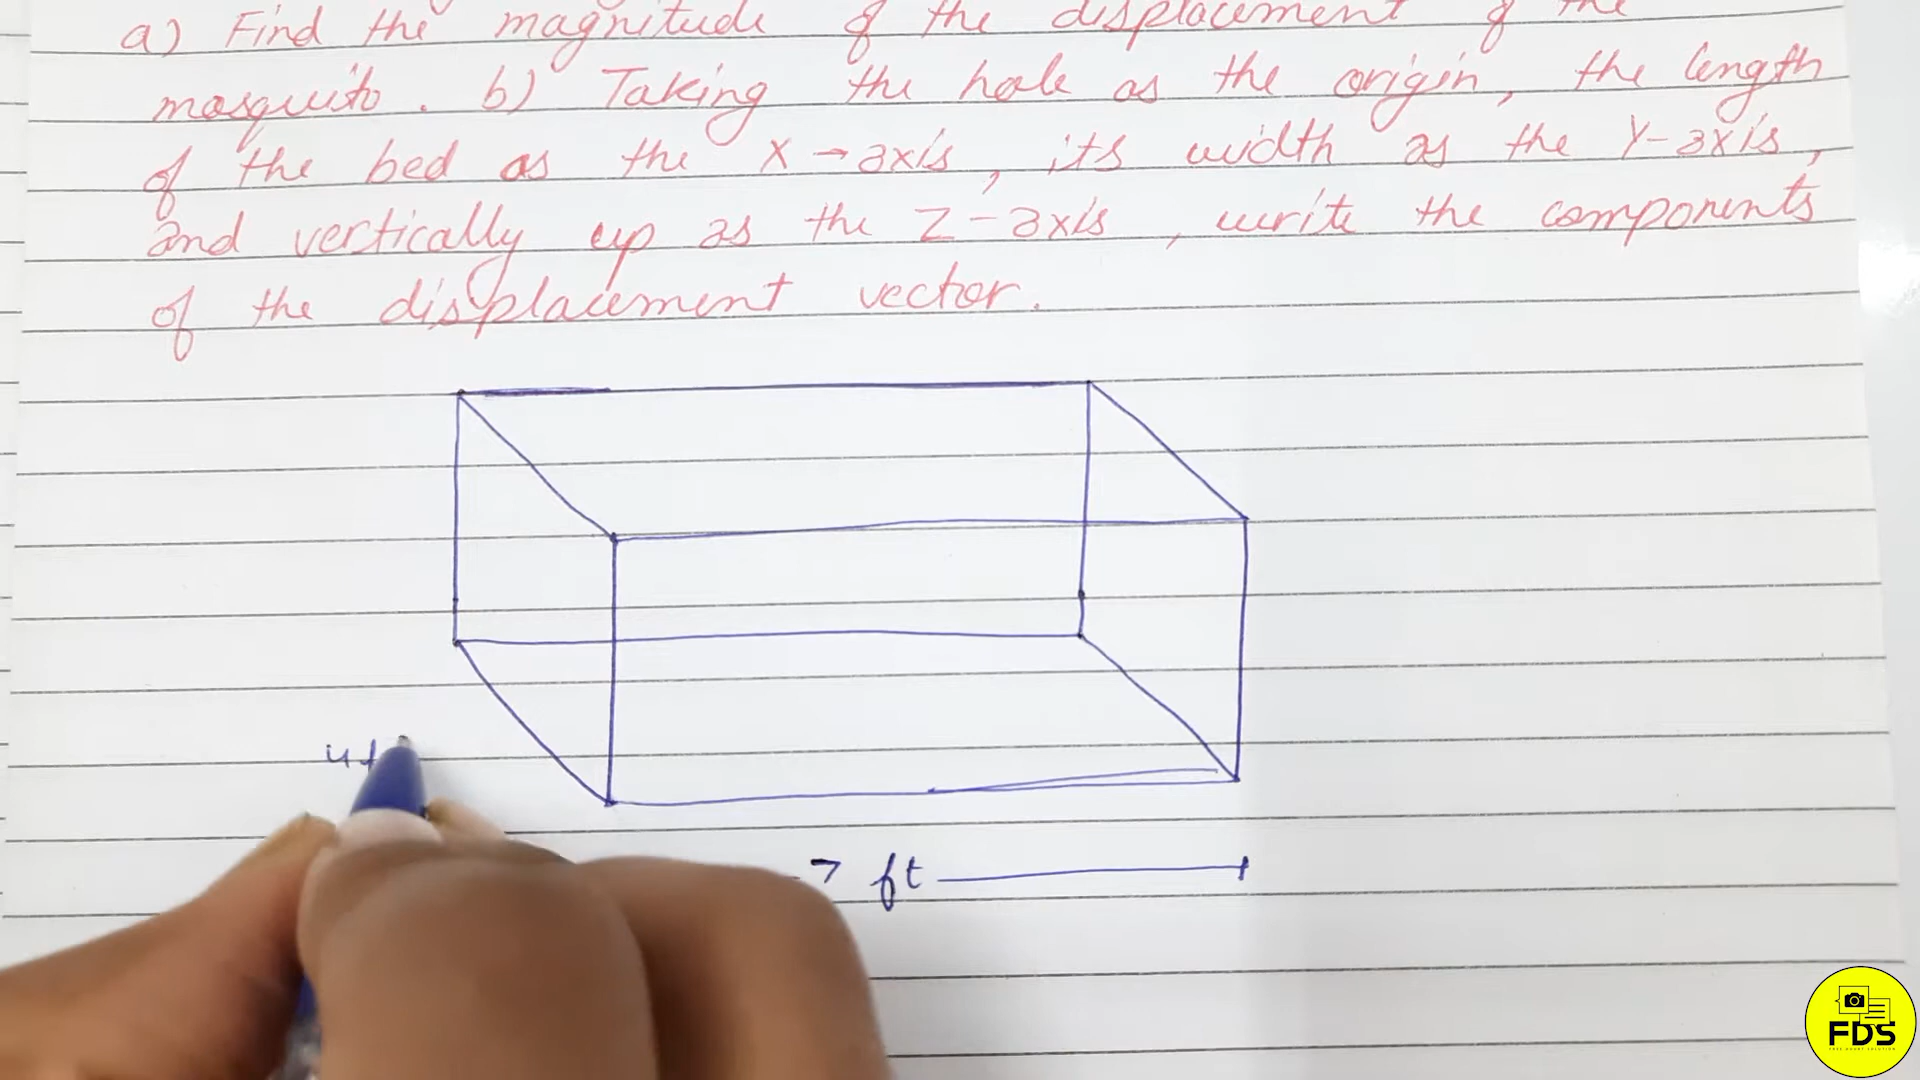 a) Find the magnitude of the displacement of the
mosquito. b) Taking the hole as the origin, the length
of the bed as the X-axis, its width as the Y-axis,
and vertically up as the Z-axis, write the components
of the displacement vector.
4 f
7 ft
FDS